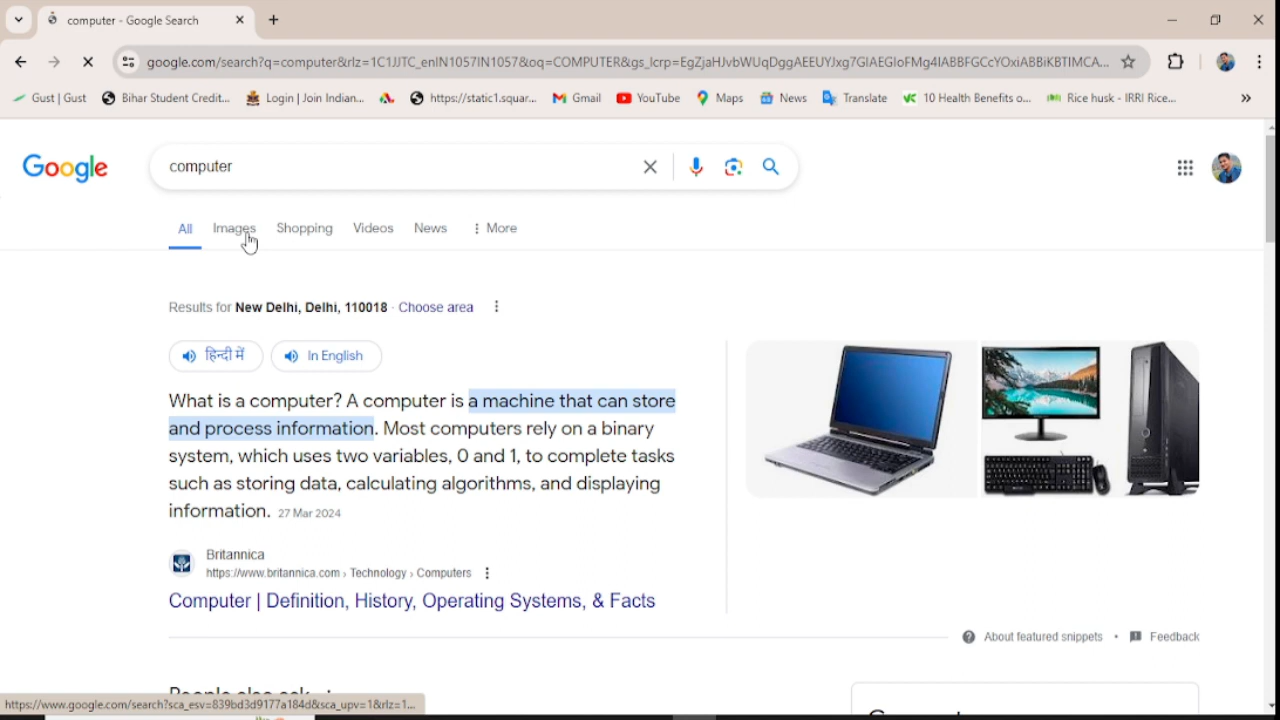 computer - Google Search
google.com/search?q=computer&rlz=1C1JJTC_enIN1057IN1057&oq=COMPUTER&gs_lcrp=EgZjaHJvbWUqDggAEEUYJxg7GIAEGIoFMg4IABBFGCcYOxiABBiKBTIMCA...
Gust | Gust
Bihar Student Credit...
Login | Join Indian...
https://static1.squar...
Gmail
YouTube
Maps
News
Translate
10 Health Benefits o...
Rice husk - IRRI Rice...
Google
computer
All
Images
Shopping
Videos
News
More
Results for New Delhi, Delhi, 110018 · Choose area
हिन्दी में
In English
What is a computer? A computer is a machine that can store
and process information. Most computers rely on a binary
system, which uses two variables, 0 and 1, to complete tasks
such as storing data, calculating algorithms, and displaying
information. 27 Mar 2024
Britannica
https://www.britannica.com › Technology › Computers
Computer | Definition, History, Operating Systems, & Facts
About featured snippets
Feedback
People also ask
https://www.google.com/search?sca_esv=839bd3d9177a184d&sca_upv=1&rlz=1...